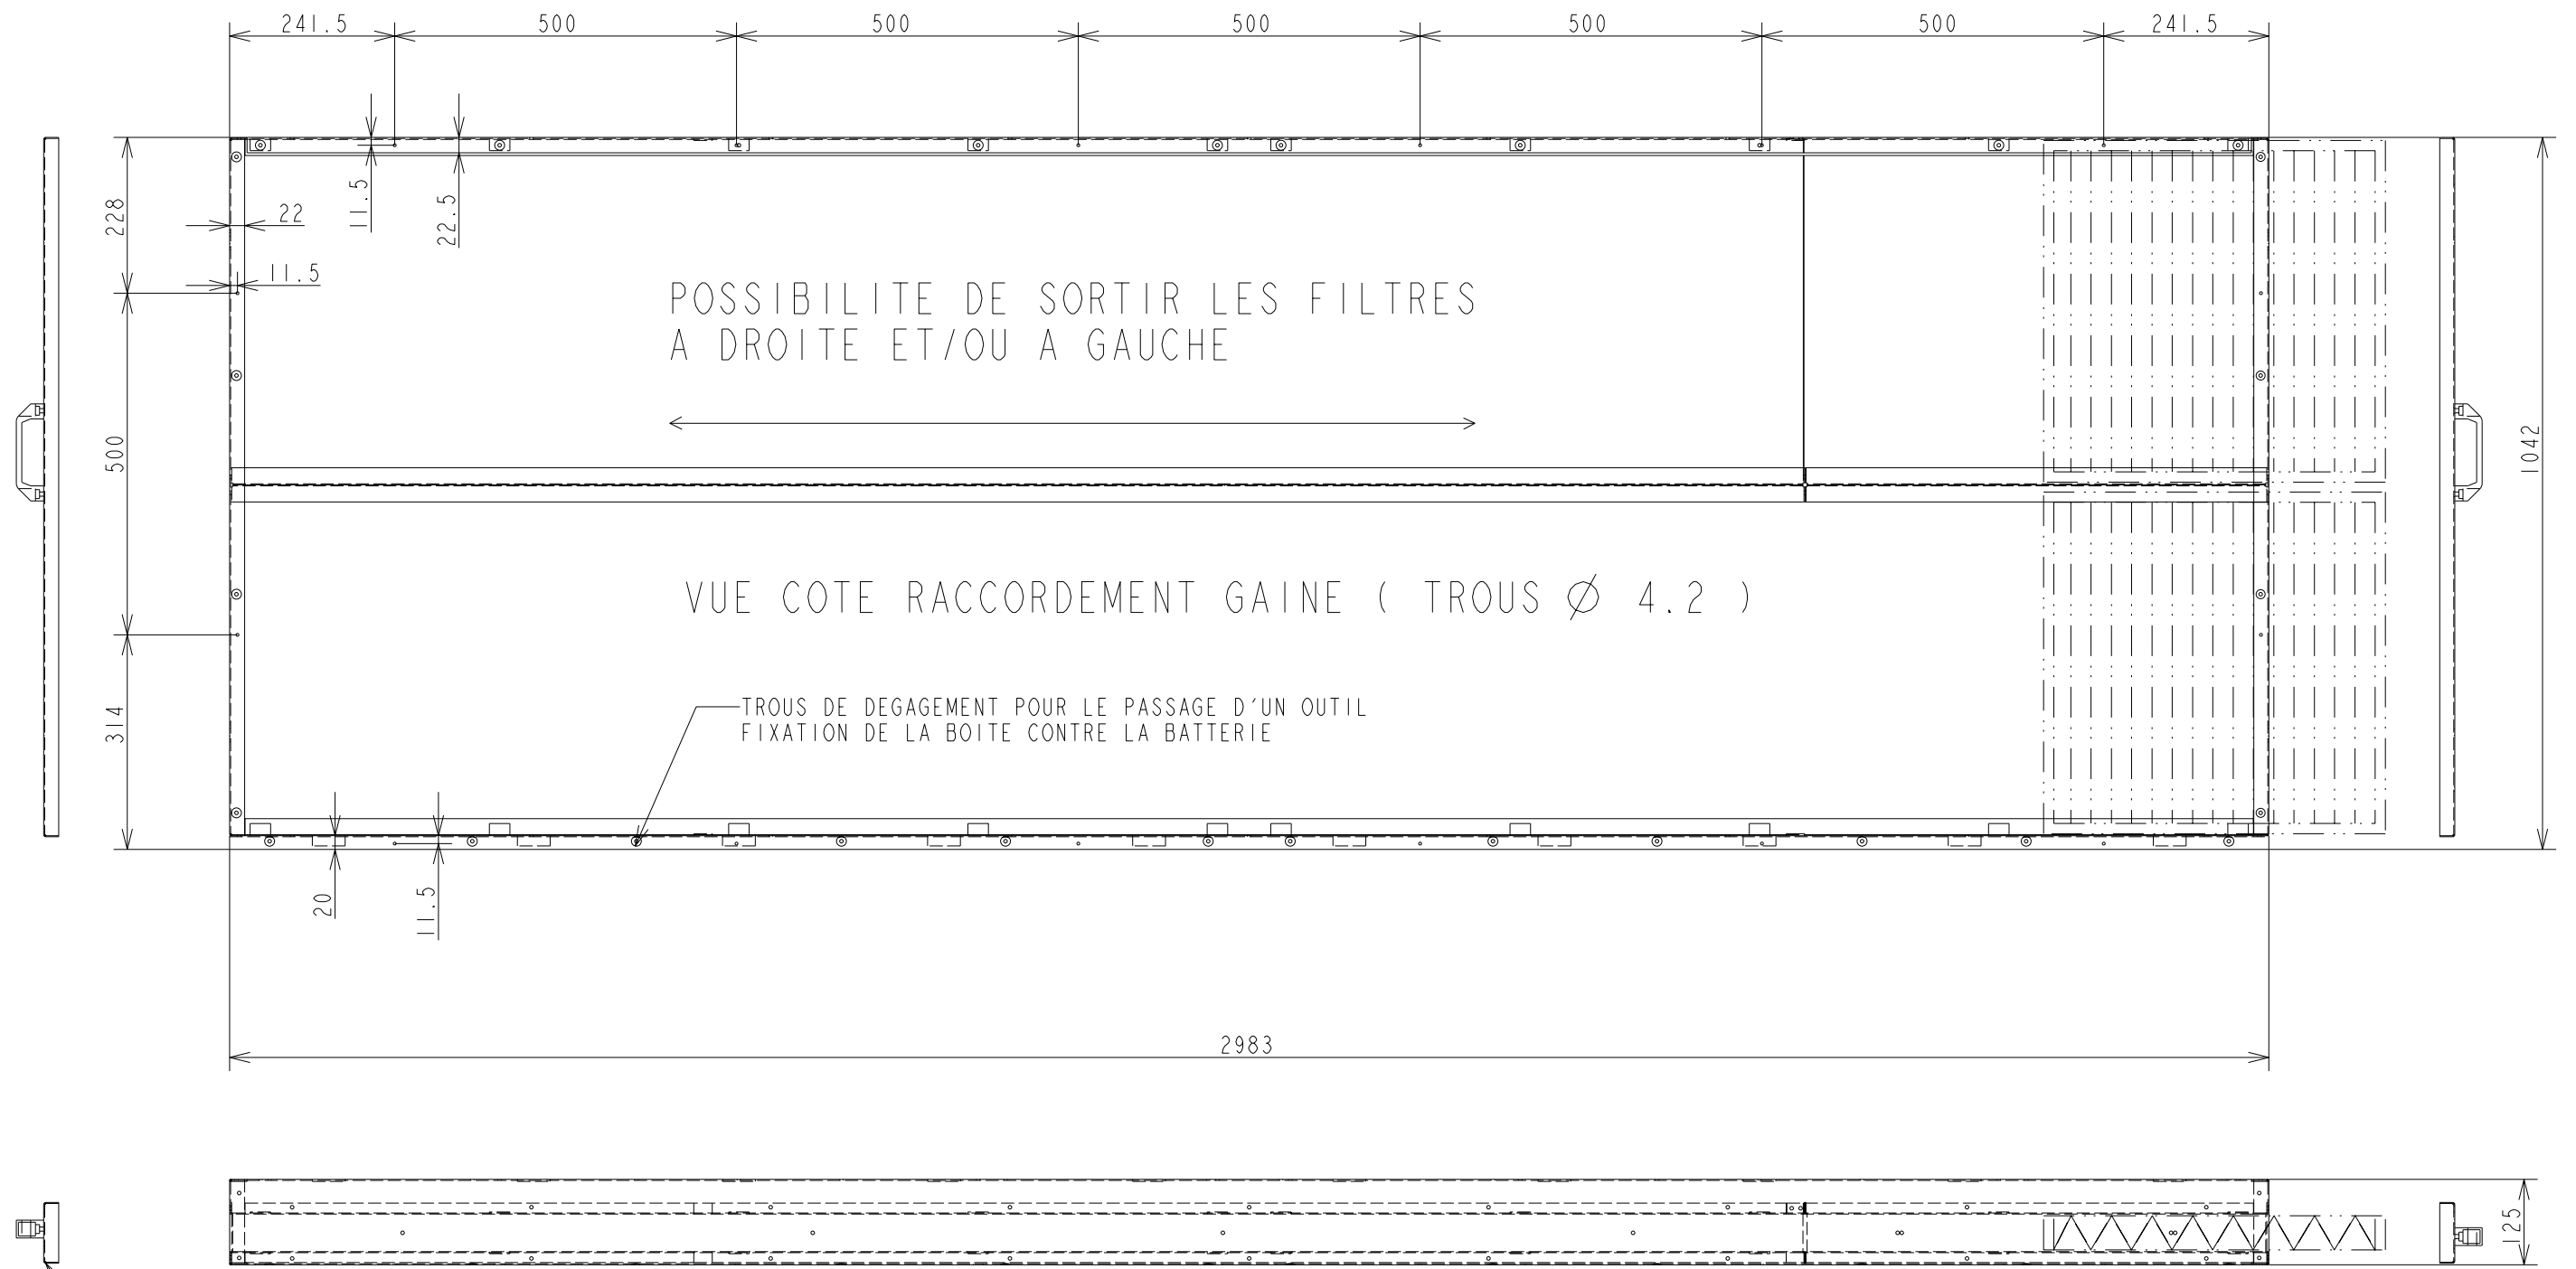 241.5 500 500 500 500 500 241.5
228
11.5
22.5
22
11.5
POSSIBILITE DE SORTIR LES FILTRES
A DROITE ET/OU A GAUCHE
500
1042
VUE COTE RACCORDEMENT GAINE ( TROUS Ø 4.2 )
314
TROUS DE DEGAGEMENT POUR LE PASSAGE D'UN OUTIL
FIXATION DE LA BOITE CONTRE LA BATTERIE
20
11.5
2983
125